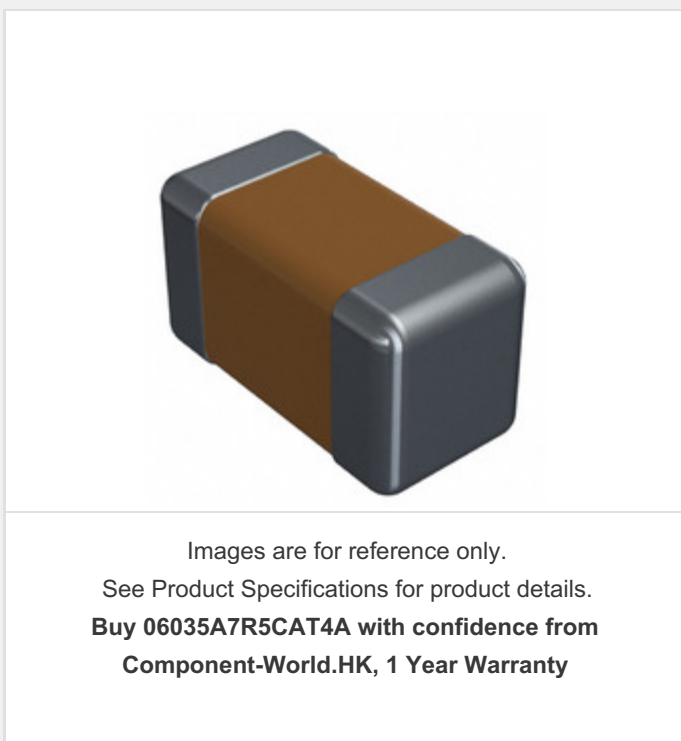 Images are for reference only.
See Product Specifications for product details.
Buy 06035A7R5CAT4A with confidence from
Component-World.HK, 1 Year Warranty